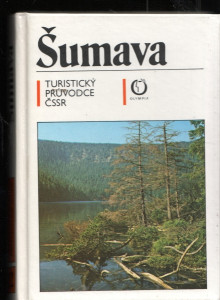 Šumava
TURISTICKÝ
PRŮVODCE
ČSSR
OLYMPIA